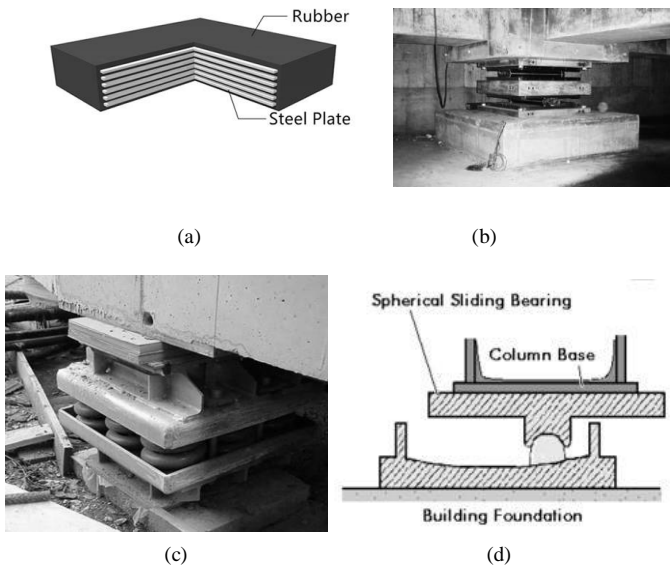 Rubber
Steel Plate
(a)
(b)
Spherical Sliding Bearing
Column Base
Building Foundation
(c)
(d)